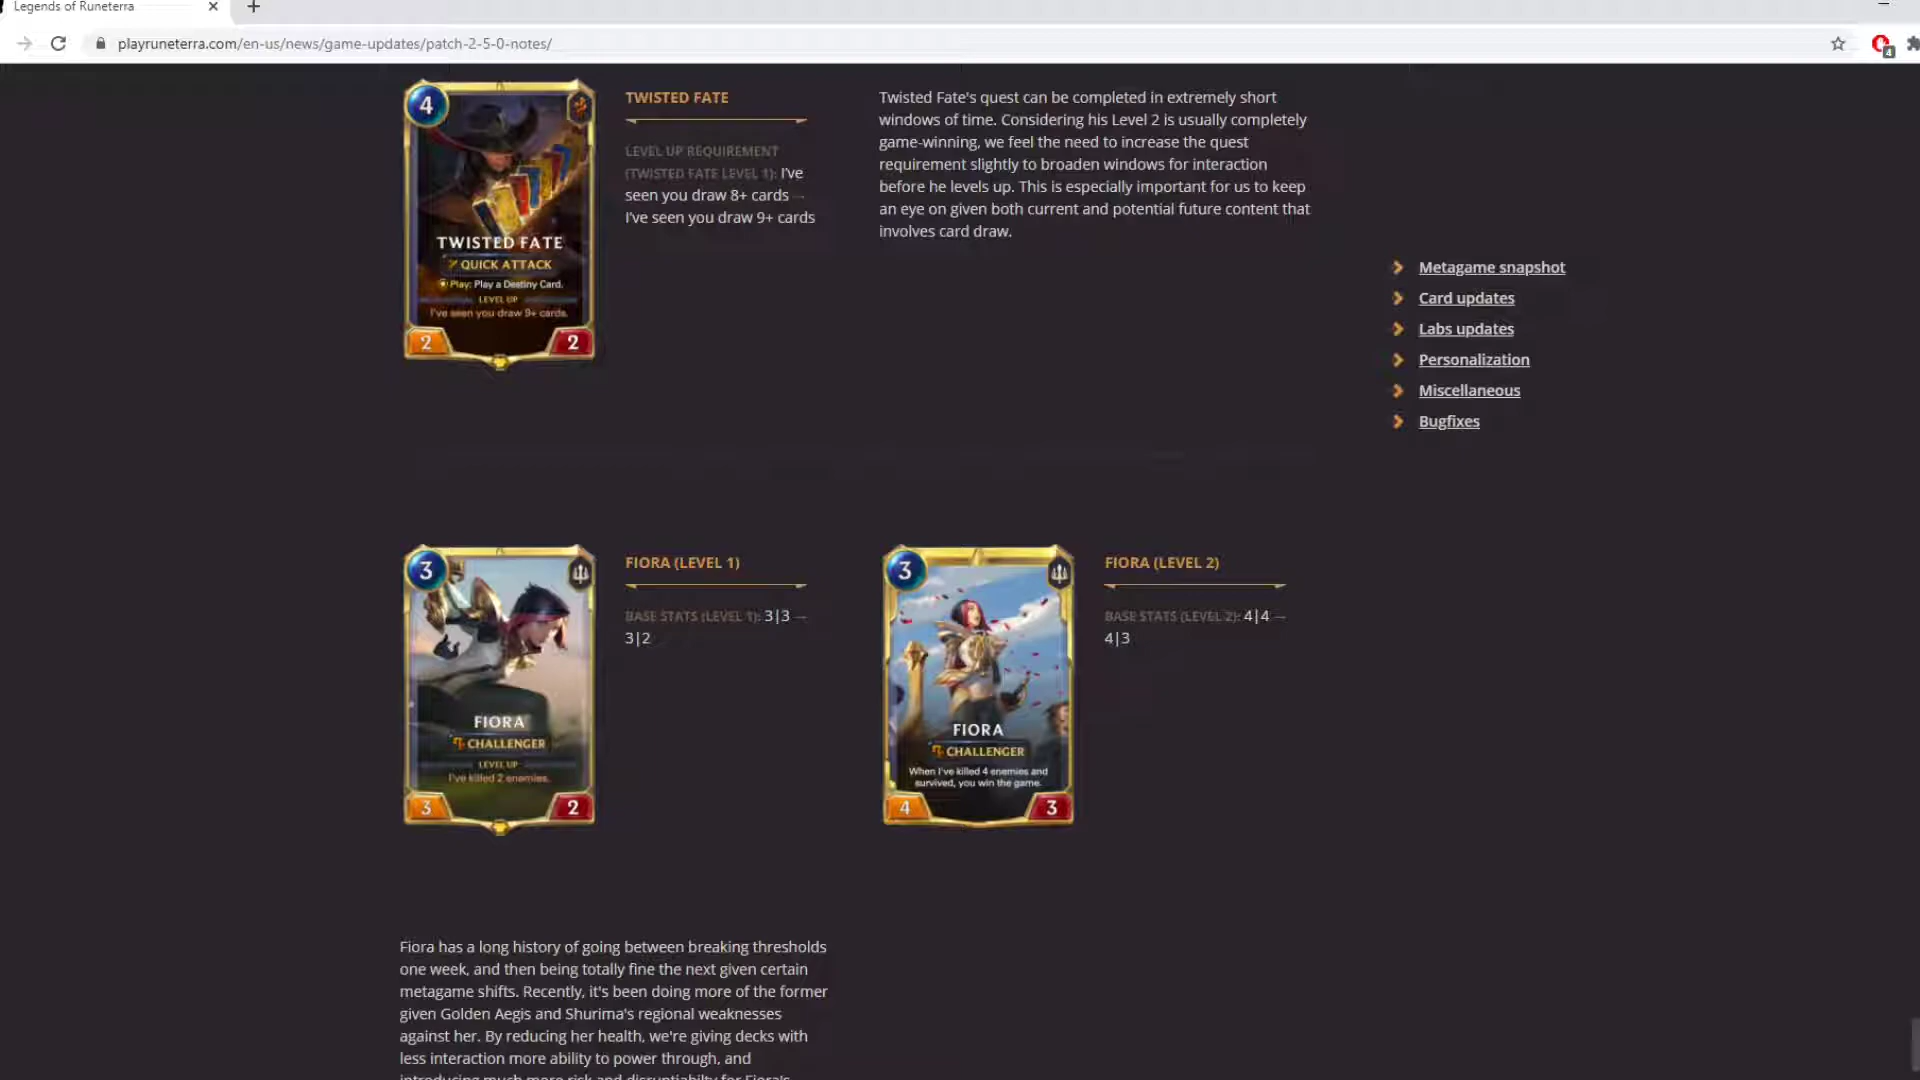 Legends of Runeterra
playruneterra.com/en-us/news/game-updates/patch-2-5-0-notes/
4
4
TWISTED FATE
QUICK ATTACK
Play: Play a Destiny Card.
LEVEL UP
I've seen you draw 9+ cards.
2
2
TWISTED FATE
LEVEL UP REQUIREMENT
(TWISTED FATE LEVEL 1): I've
seen you draw 8+ cards →
I've seen you draw 9+ cards
Twisted Fate's quest can be completed in extremely short
windows of time. Considering his Level 2 is usually completely
game-winning, we feel the need to increase the quest
requirement slightly to broaden windows for interaction
before he levels up. This is especially important for us to keep
an eye on given both current and potential future content that
involves card draw.
Metagame snapshot
Card updates
Labs updates
Personalization
Miscellaneous
Bugfixes
3
FIORA
CHALLENGER
LEVEL UP
I've killed 2 enemies.
3
2
FIORA (LEVEL 1)
BASE STATS (LEVEL 1): 3|3 →
3|2
3
FIORA
CHALLENGER
When I've killed 4 enemies and
survived, you win the game.
4
3
FIORA (LEVEL 2)
BASE STATS (LEVEL 2): 4|4 →
4|3
Fiora has a long history of going between breaking thresholds
one week, and then being totally fine the next given certain
metagame shifts. Recently, it's been doing more of the former
given Golden Aegis and Shurima's regional weaknesses
against her. By reducing her health, we're giving decks with
less interaction more ability to power through, and
introducing much more risk and disruptiabilty for Fiora's